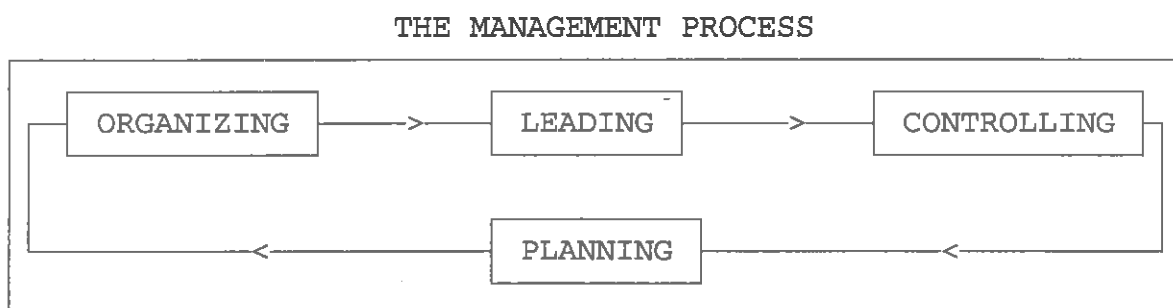 THE MANAGEMENT PROCESS
ORGANIZING > LEADING > CONTROLLING
< PLANNING <